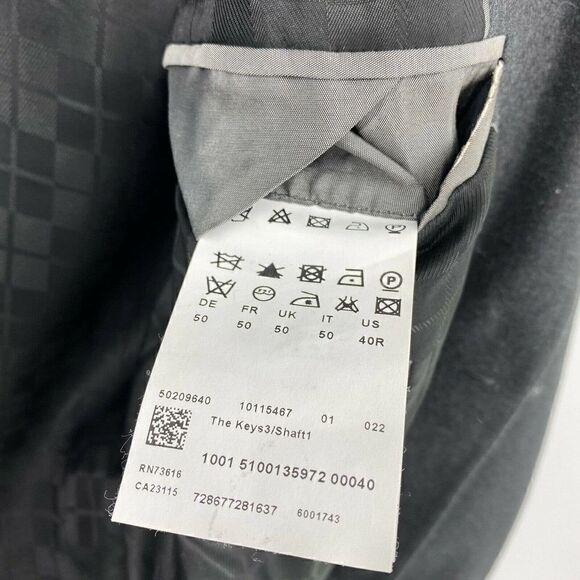 DE FR UK IT US
50 50 50 50 40R
50209640 10115467 01 022
The Keys3/Shaft1
1001 5100135972 00040
RN73616
CA23115 728677281637 6001743